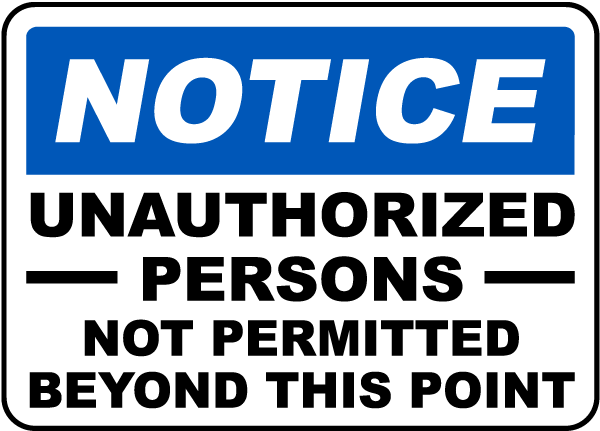 NOTICE
UNAUTHORIZED
PERSONS
NOT PERMITTED
BEYOND THIS POINT